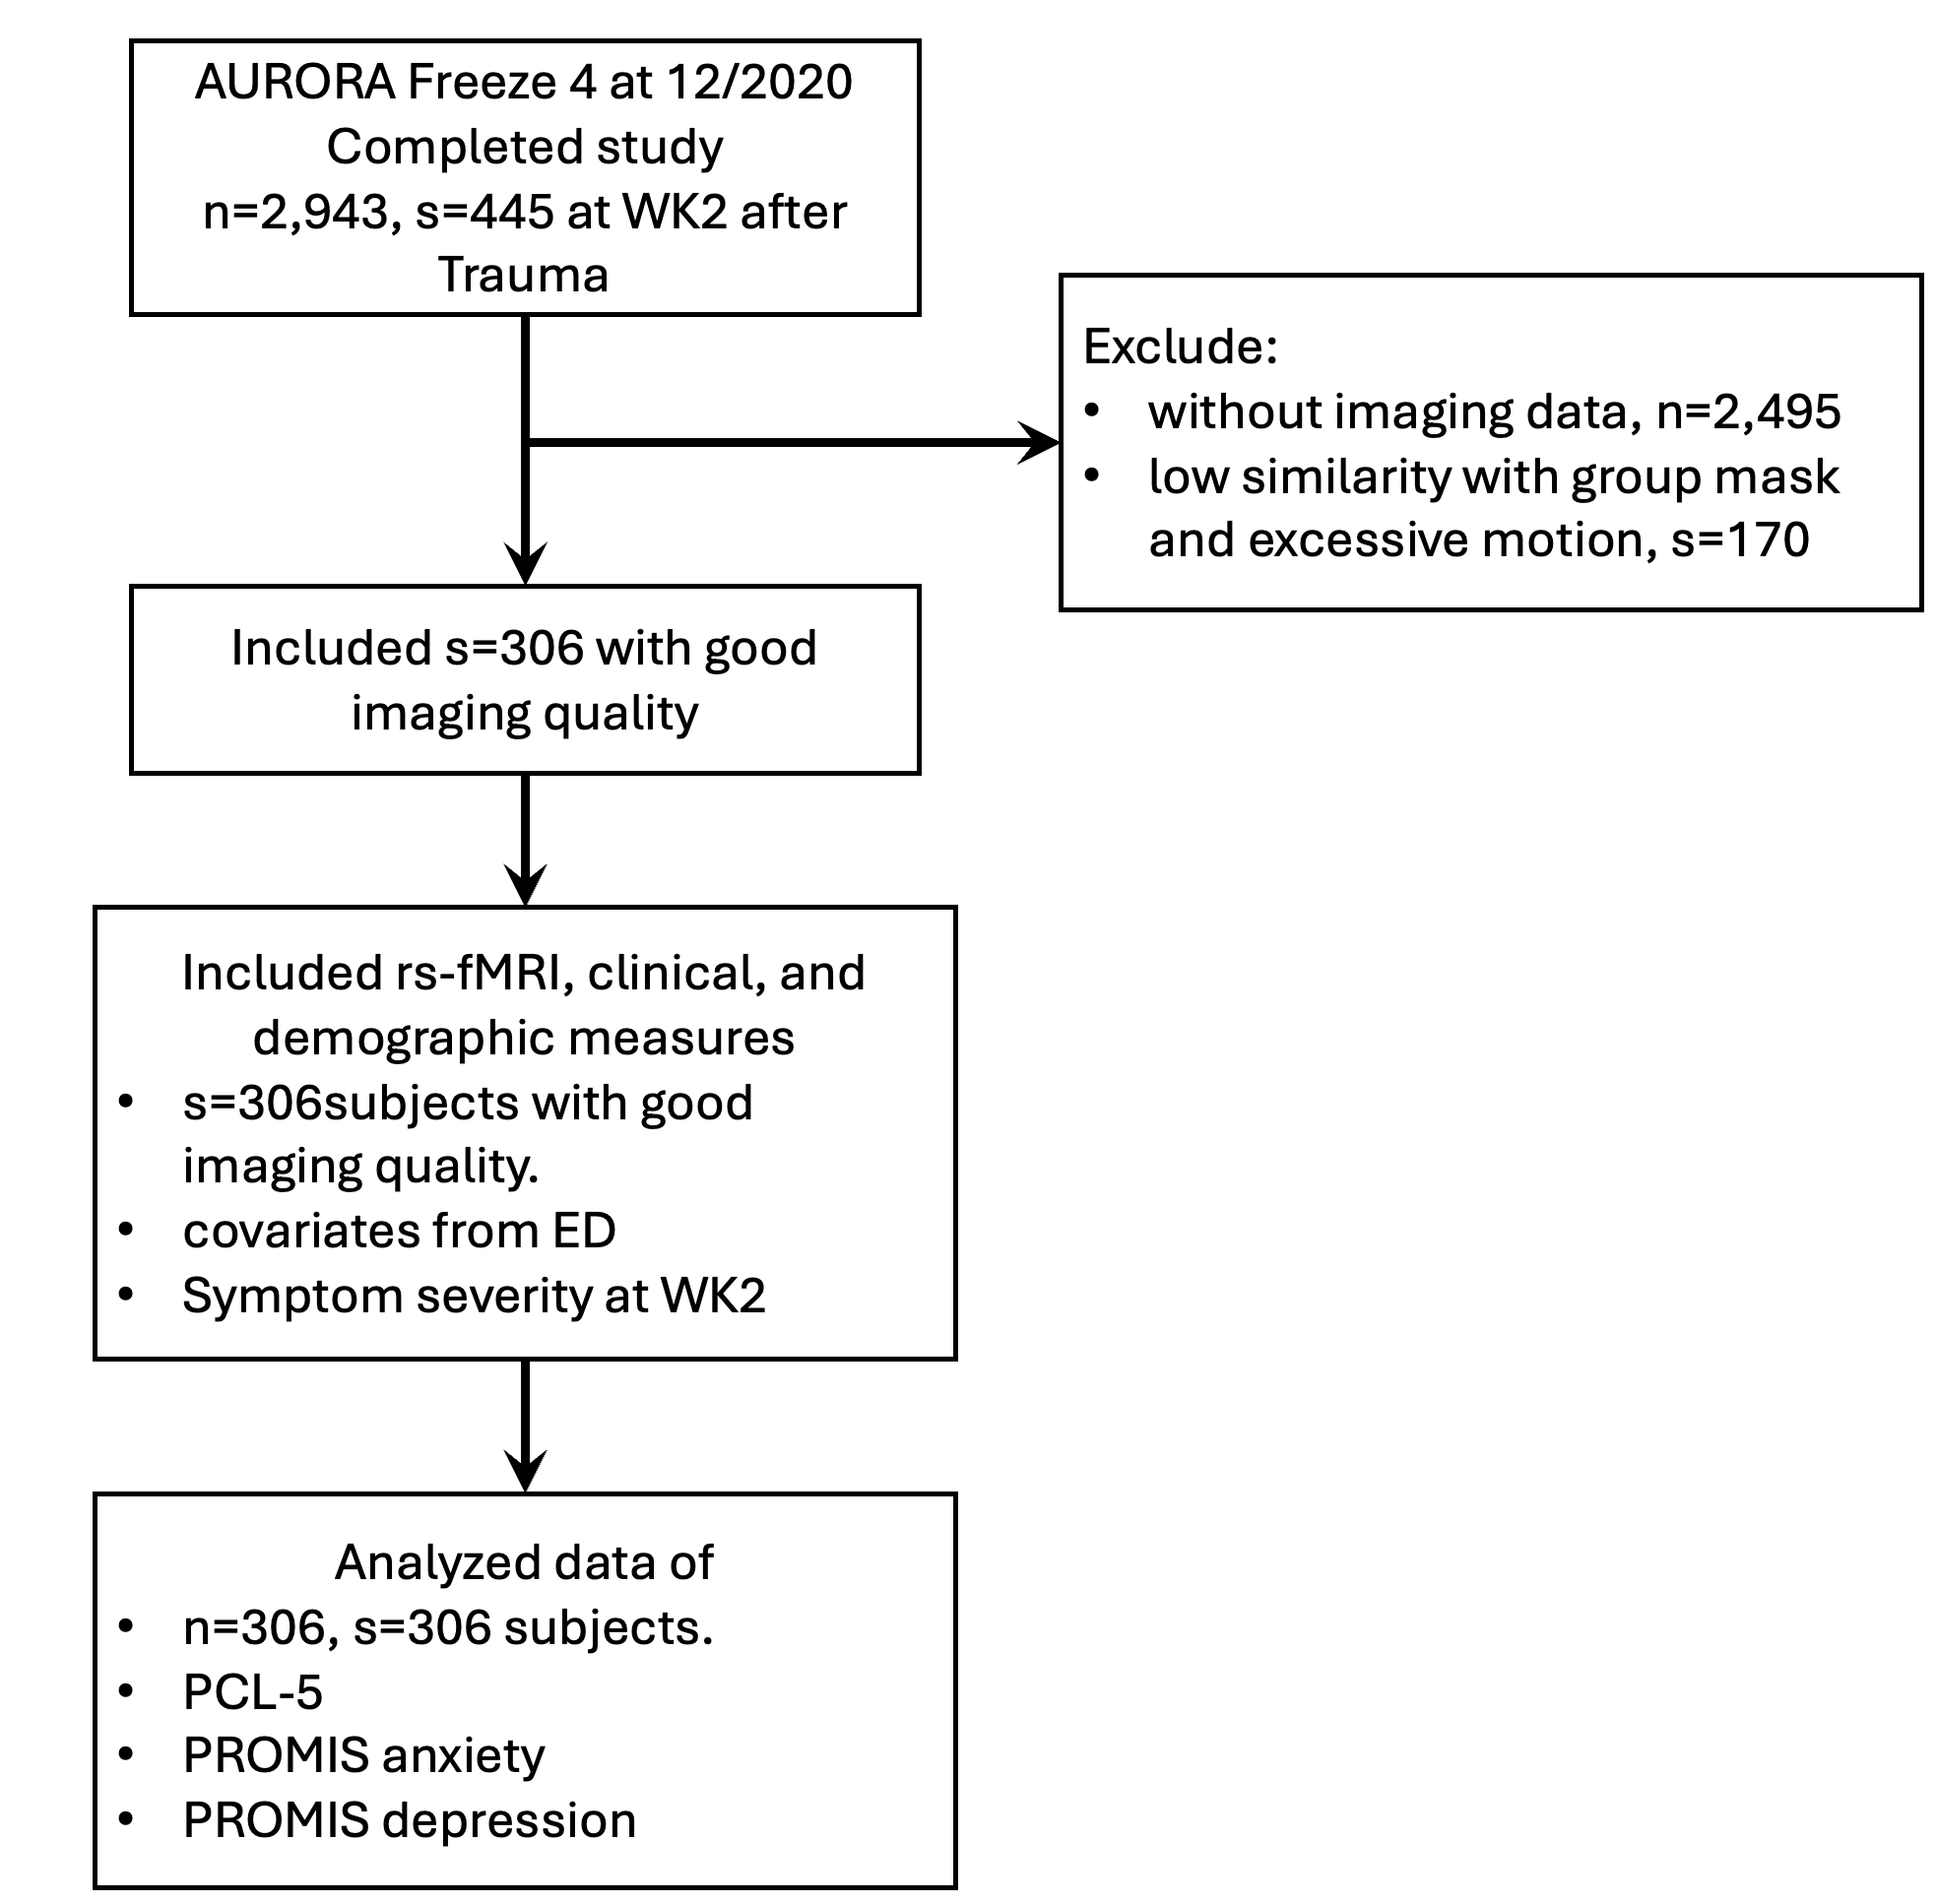 AURORA Freeze 4 at 12/2020
Completed study
n=2,943, s=445 at WK2 after
Trauma
Exclude:
• without imaging data, n=2,495
• low similarity with group mask
and excessive motion, s=170
Included s=306 with good
imaging quality
Included rs-fMRI, clinical, and
demographic measures
• s=306subjects with good
imaging quality.
• covariates from ED
• Symptom severity at WK2
Analyzed data of
• n=306, s=306 subjects.
• PCL-5
• PROMIS anxiety
• PROMIS depression